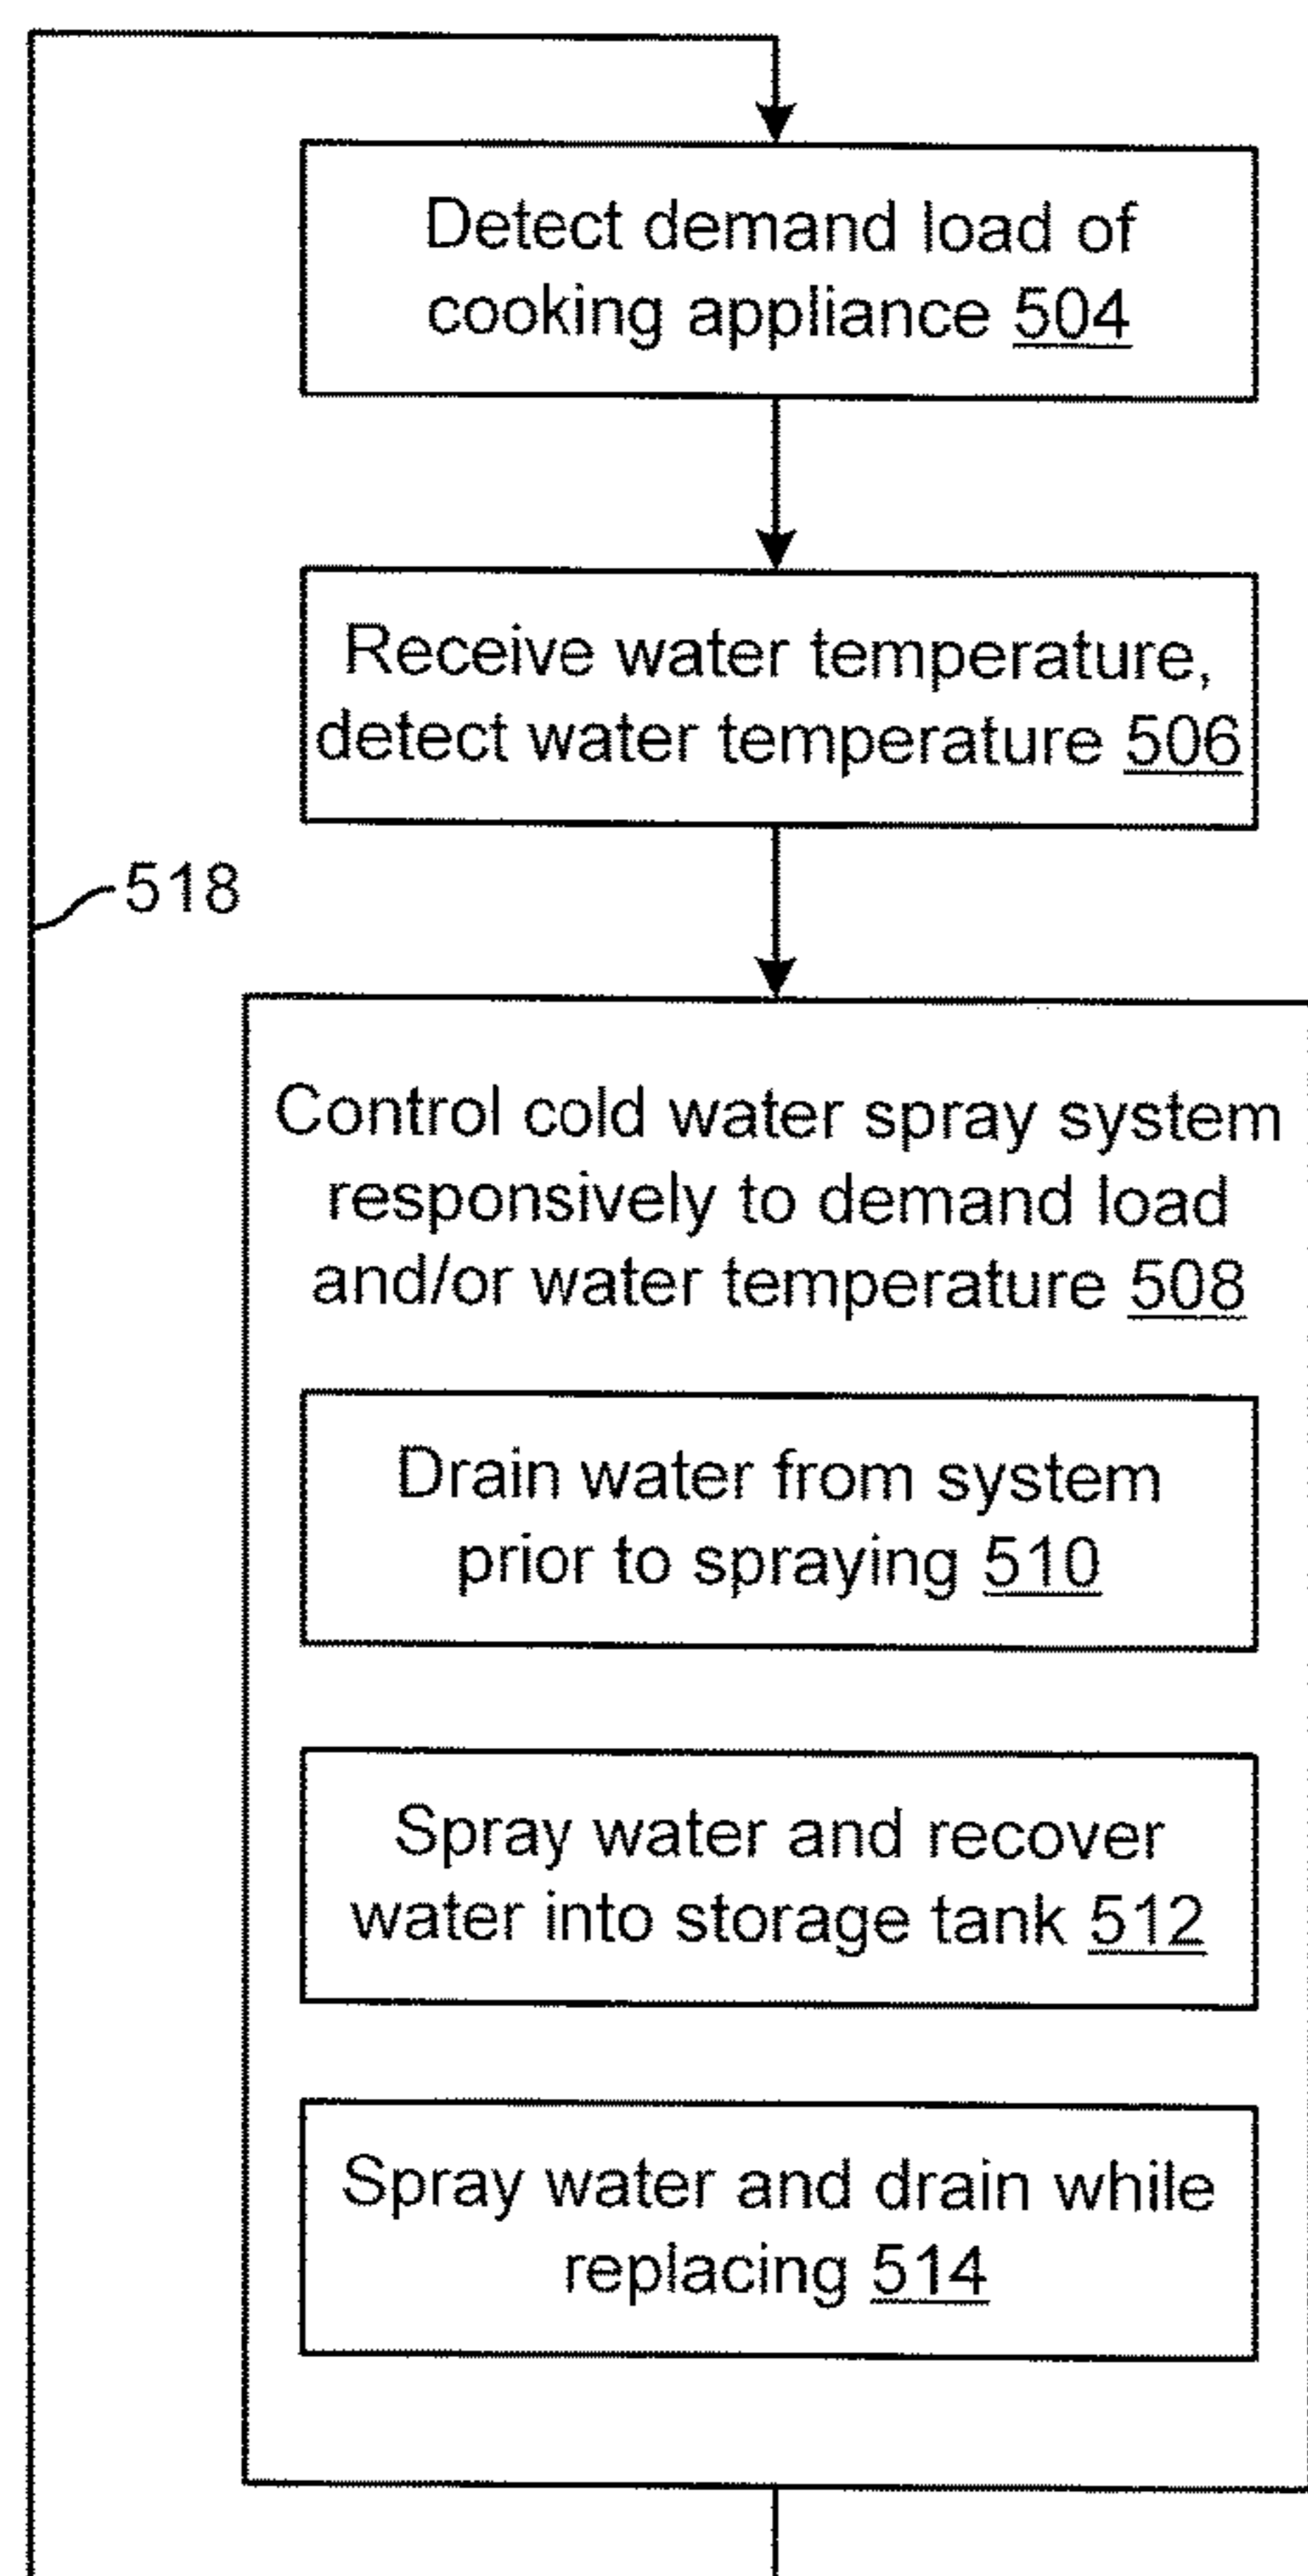 Detect demand load of
cooking appliance 504
Receive water temperature,
detect water temperature 506
518
Control cold water spray system
responsively to demand load
and/or water temperature 508
Drain water from system
prior to spraying 510
Spray water and recover
water into storage tank 512
Spray water and drain while
replacing 514